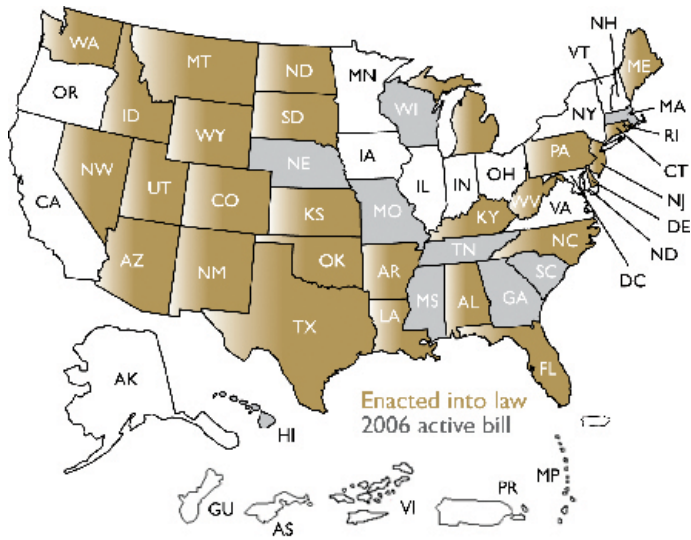 WA
MT
ND
MN
NH
VT
ME
OR
ID
SD
WI
NY
MA
WY
RI
NE
IA
PA
CT
NW
UT
CO
IL
IN
OH
NJ
CA
KS
MO
KY
WV
VA
DE
ND
AZ
NM
OK
AR
TN
NC
DC
SC
MS
AL
GA
LA
TX
FL
AK
Enacted into law
2006 active bill
HI
MP
PR
GU
AS
VI